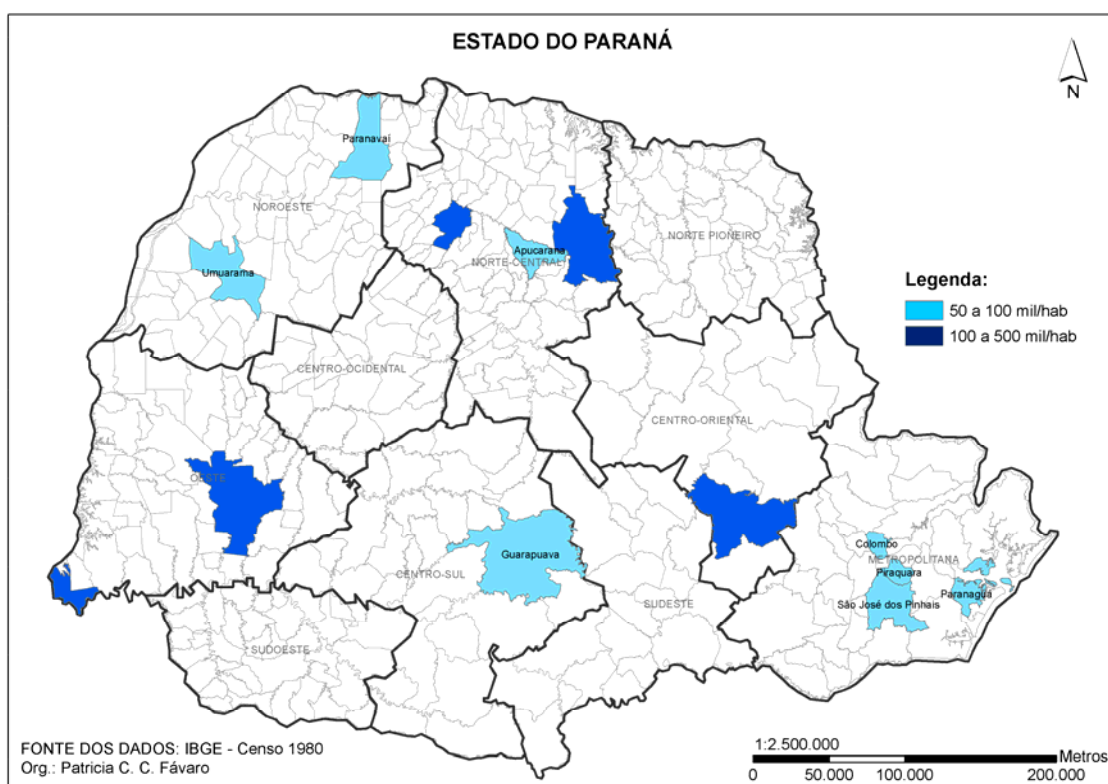 ESTADO DO PARANÁ
N
Paranavaí
NOROESTE
NORTE PIONEIRO
Apucarana
NORTE-CENTRAL
Umuarama
Legenda:
50 a 100 mil/hab
100 a 500 mil/hab
CENTRO-OCIDENTAL
CENTRO-ORIENTAL
OESTE
Colombo
METROPOLITANA
Guarapuava
CENTRO-SUL
Piraquara
Paranaguá
São José dos Pinhais
SUDESTE
SUDOESTE
FONTE DOS DADOS: IBGE - Censo 1980
Org.: Patricia C. C. Fávaro
1:2.500.000
Metros
0 50.000 100.000 200.000